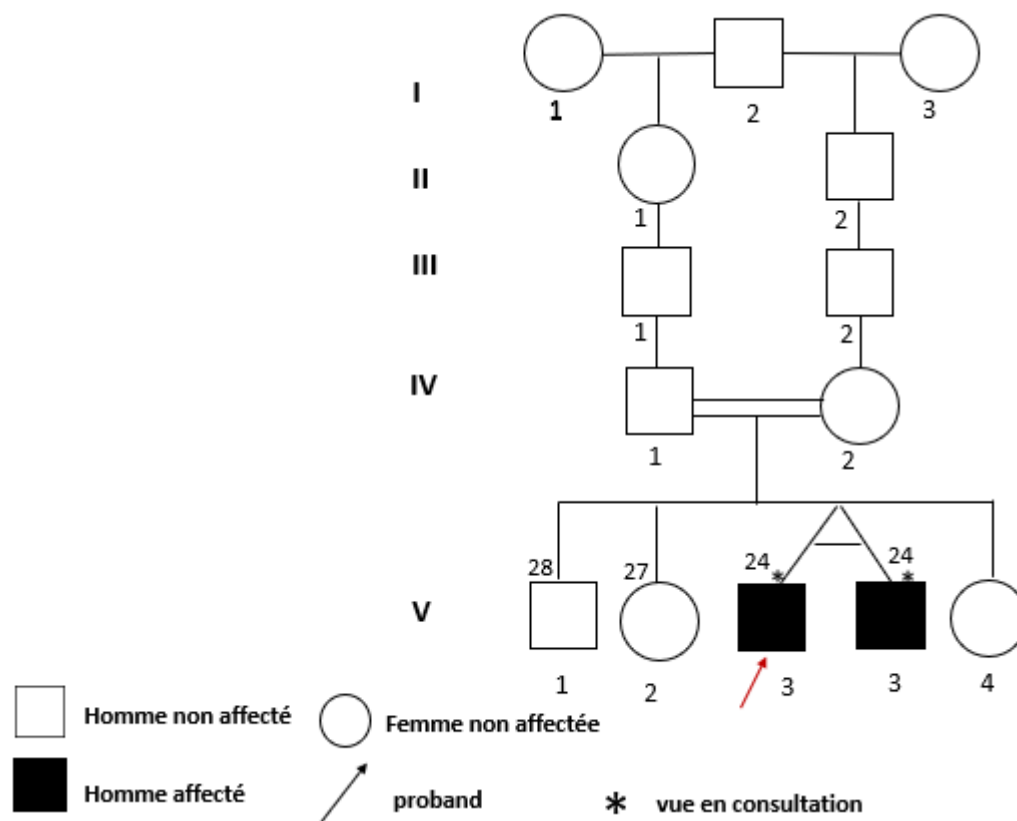 I
1 2 3
II
1 2
III
1 2
IV
1 2
28 27 24 * 24 *
V
1 2 3 3 4
Homme non affecté Femme non affectée
Homme affecté proband * vue en consultation